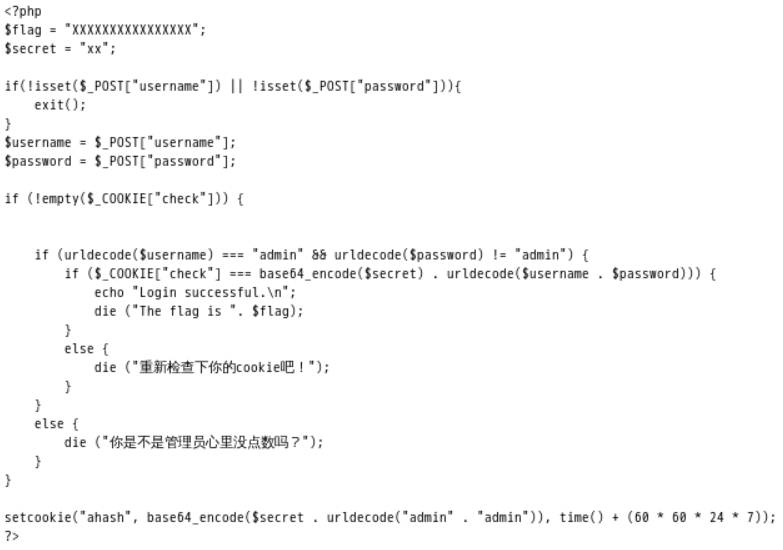 <?php
$flag = "XXXXXXXXXXXXXXXX";
$secret = "xx";
if(!isset($_POST["username"]) || !isset($_POST["password"])){
    exit();
}
$username = $_POST["username"];
$password = $_POST["password"];
if (!empty($_COOKIE["check"])) {
    if (urldecode($username) === "admin" && urldecode($password) != "admin") {
        if ($_COOKIE["check"] === base64_encode($secret) . urldecode($username . $password))) {
            echo "Login successful.\n";
            die ("The flag is ". $flag);
        }
        else {
            die ("重新检查下你的cookie吧！");
        }
    }
    else {
        die ("你是不是管理员心里没点数吗？");
    }
}
setcookie("ahash", base64_encode($secret . urldecode("admin" . "admin")), time() + (60 * 60 * 24 * 7));
?>